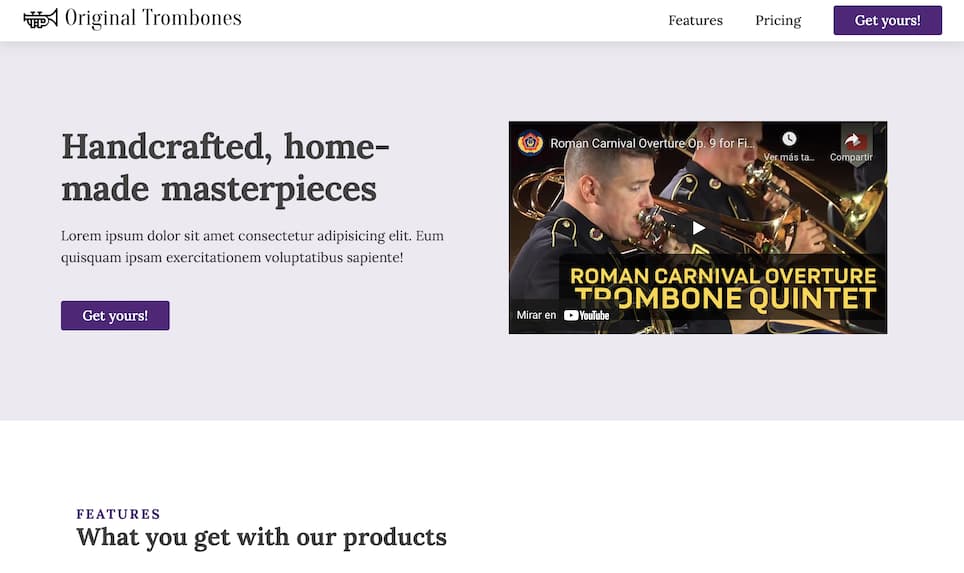 Original Trombones
Features
Pricing
Get yours!
Handcrafted, home-
made masterpieces
Lorem ipsum dolor sit amet consectetur adipisicing elit. Eum
quisquam ipsam exercitationem voluptatibus sapiente!
Get yours!
Roman Carnival Overture Op. 9 for Fi...
Ver más ta...
Compartir
ROMAN CARNIVAL OVERTURE
TROMBONE QUINTET
Mirar en YouTube
FEATURES
What you get with our products